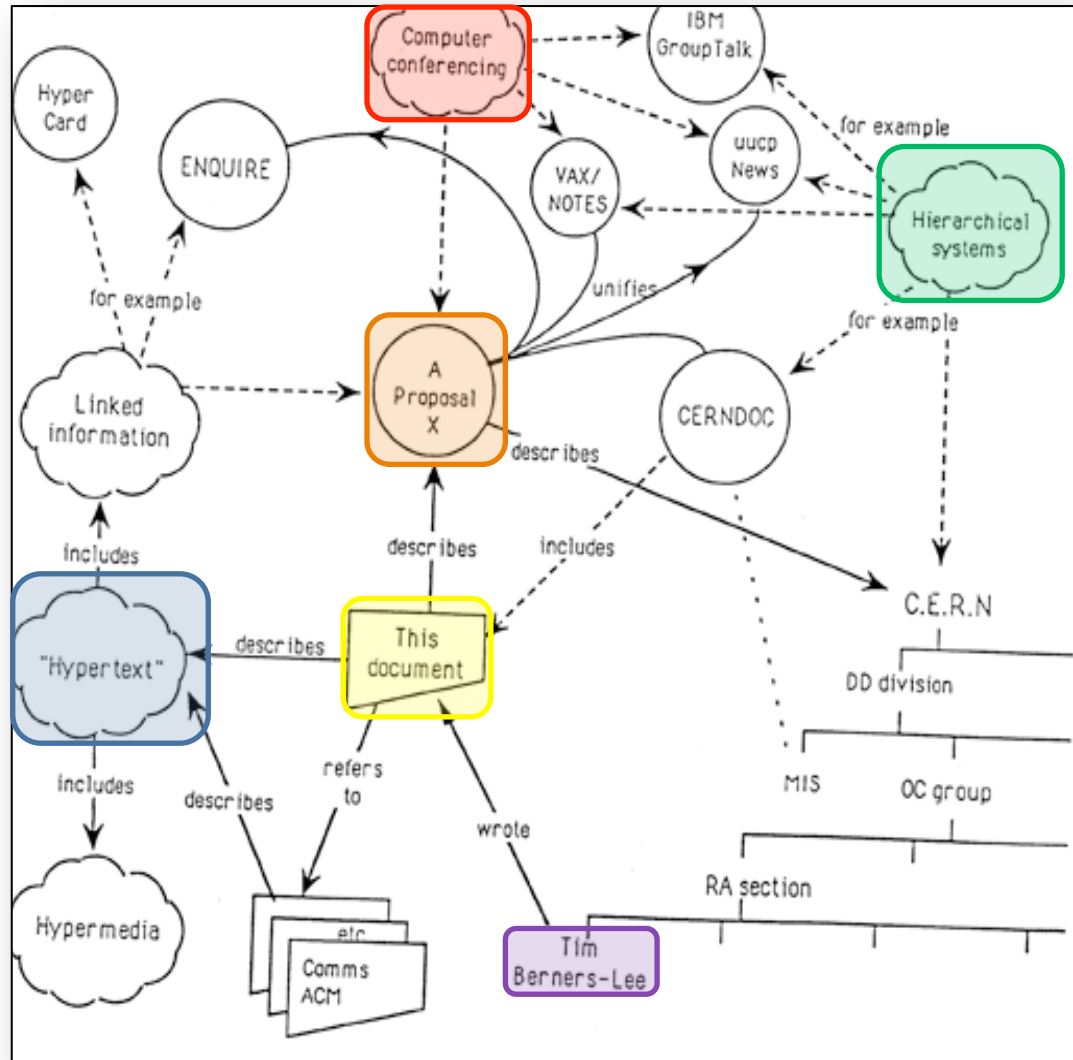 IBM
GroupTalk
Computer
conferencing
Hyper
Card
for example
uucp
News
ENQUIRE
VAX/
NOTES
Hierarchical
systems
unifies
for example
for example
A
Proposal
X
Linked
information
CERNDOC
describes
includes
describes
includes
C.E.R.N
This
document
describes
"Hypertext"
DD division
includes
refers
to
describes
MIS
OC group
wrote
RA section
Hypermedia
etc
Tim
Berners-Lee
Comms
ACM